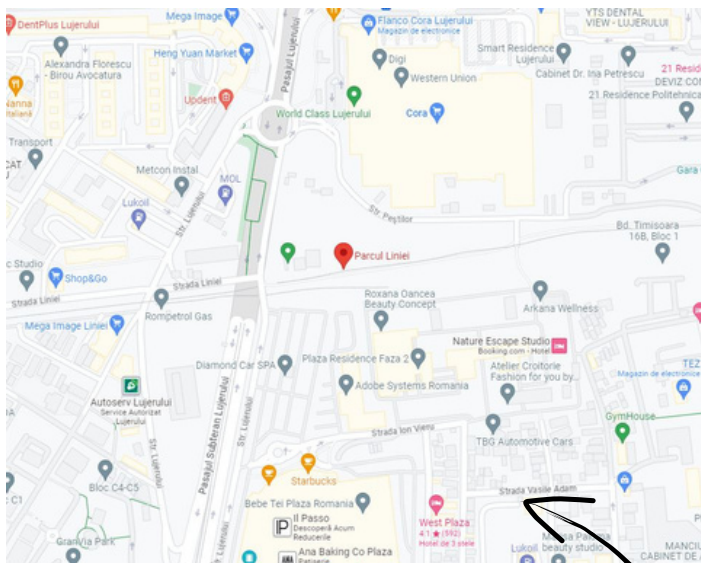 Mega Image
DentPlus Lujerului
Flanco Cora Lujerului
Magazin de electronice
YTS DENTAL
VIEW - LUJERULUI
Alexandra Florescu
- Birou Avocatura
Heng Yuan Market
Pasajul Lujerului
Digi
Western Union
Smart Residence
Lujerului
Cabinet Dr. Ina Petrescu
21 Resid
DEVIZ CO
21 Residence Politehnica
Nanna
italiană
Updent
World Class Lujerului
Cora
Transport
CAT
Metcon Instal
MOL
Lukoil
Str. Lujerului
Str. Peștilor
Gara
Bd. Timisoara
16B, Bloc 1
c Studio
Shop&Go
Strada Liniei
Strada Liniei
Parcul Liniei
Rompetrol Gas
Mega Image Liniei
Roxana Oancea
Beauty Concept
Arkana Wellness
Nature Escape Studio
Booking.com - Hotel
Diamond Car SPA
Plaza Residence Faza 2
Adobe Systems Romania
Atelier Croitorie
Fashion for you by...
TEZ
Magazin de electronice
Autoserv Lujerului
Service Autorizat
Lujerului
Pasajul Subteran Lujerului
Str. Lujerului
Str. Lujerului
Strada Ion Vieru
TBG Automotive Cars
GymHouse
Starbucks
Bloc C4-C5
C1
Bebe Tei Plaza Romania
Strada Vasile Adam
Il Passo
Descoperă Acum
Reducerile
West Plaza
4.1 ★ (592)
Hotel de 3 stele
GranVia Park
Str. Lujerului
Ana Baking Co Plaza
Patiserie
ANA
Lukoil
beauty studio
MANCIU
CABINET DE